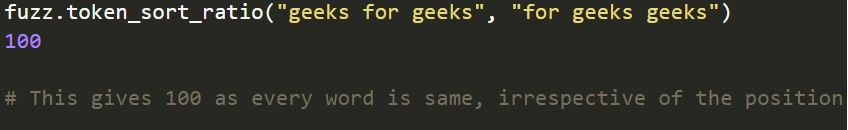 fuzz.token_sort_ratio("geeks for geeks", "for geeks geeks")
100
# This gives 100 as every word is same, irrespective of the position